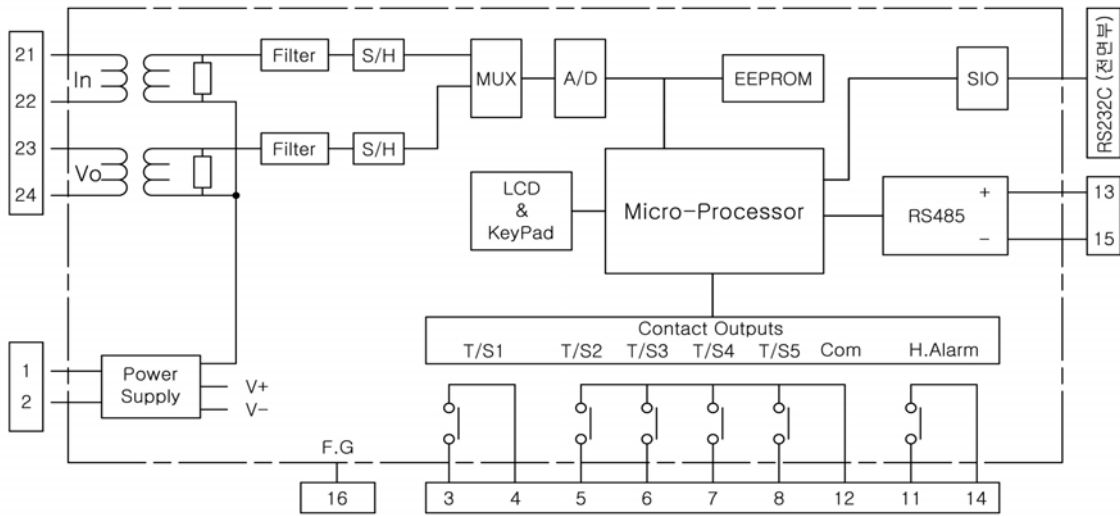 21
In
22
23
Vo
24
Filter
S/H
Filter
S/H
MUX
A/D
EEPROM
SIO
RS232C (전면부)
LCD
&
KeyPad
Micro-Processor
RS485
+
-
13
15
Contact Outputs
T/S1 T/S2 T/S3 T/S4 T/S5 Com H.Alarm
1
2
Power
Supply
V+
V-
F.G
16
3 4 5 6 7 8 12 11 14